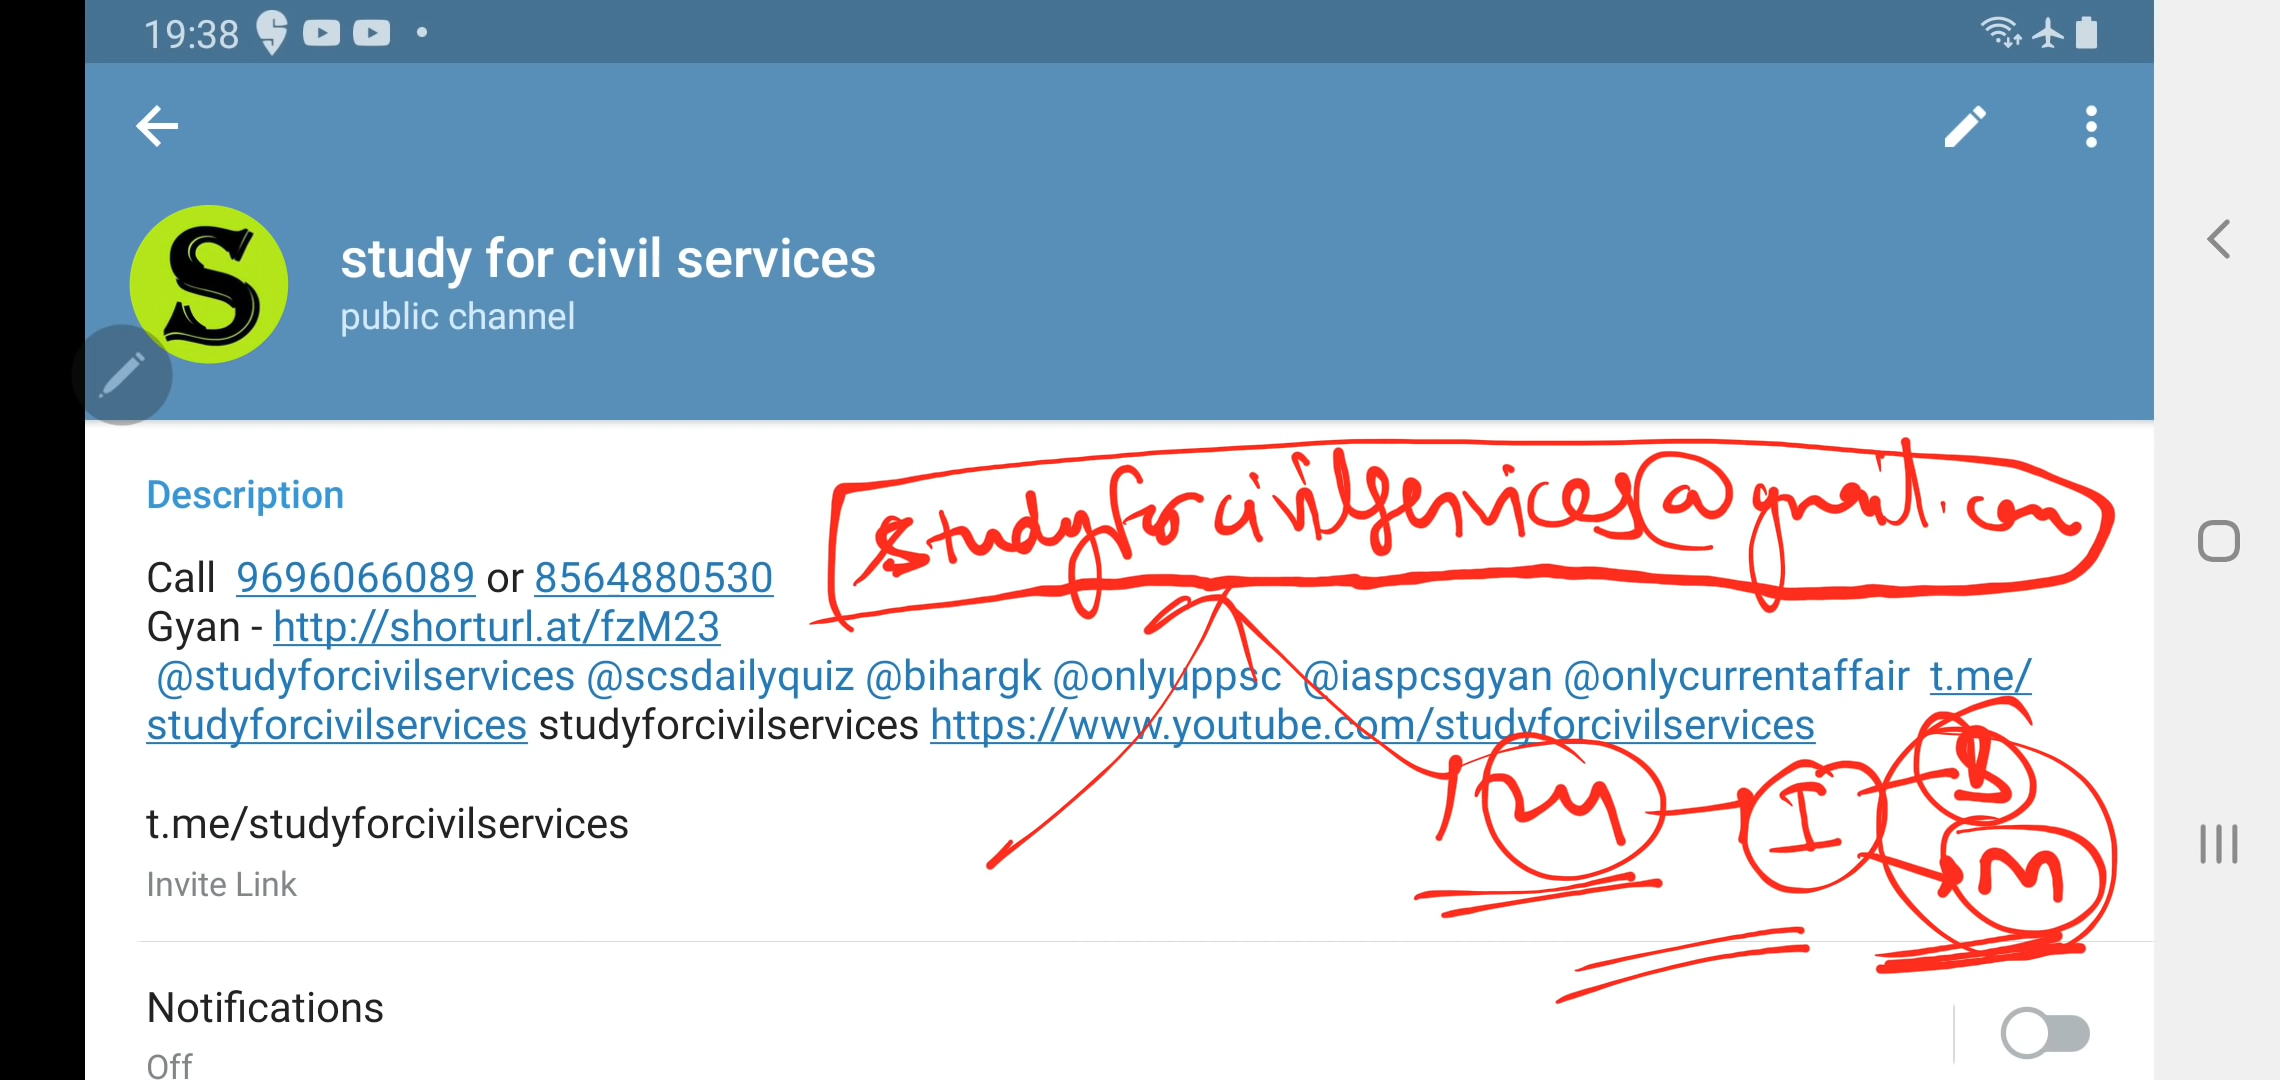 19:38
study for civil services
public channel
Description
studyforcivilservices@gmail.com
Call 9696066089 or 8564880530
Gyan - http://shorturl.at/fzM23
@studyforcivilservices @scsdailyquiz @bihargk @onlyuppsc @iaspcsgyan @onlycurrentaffair t.me/
studyforcivilservices studyforcivilservices https://www.youtube.com/studyforcivilservices
I
M
t.me/studyforcivilservices
Invite Link
Notifications
Off